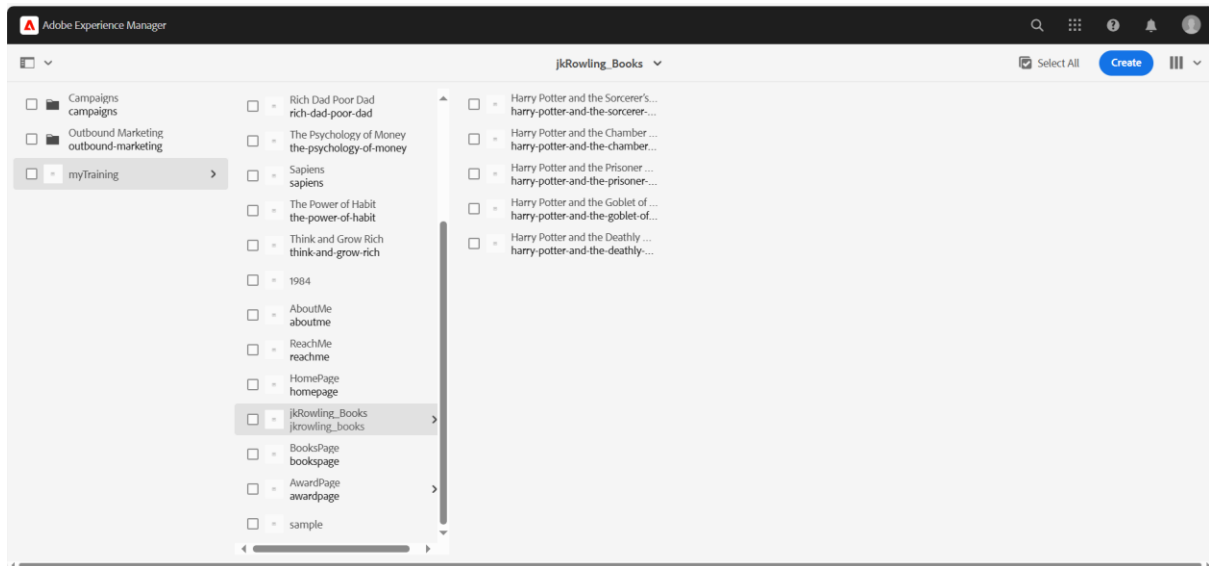 Adobe Experience Manager
jkRowling_Books
Select All
Create
Campaigns
campaigns
Outbound Marketing
outbound-marketing
myTraining
Rich Dad Poor Dad
rich-dad-poor-dad
The Psychology of Money
the-psychology-of-money
Sapiens
sapiens
The Power of Habit
the-power-of-habit
Think and Grow Rich
think-and-grow-rich
1984
AboutMe
aboutme
ReachMe
reachme
HomePage
homepage
jkRowling_Books
jkrowling_books
BooksPage
bookspage
AwardPage
awardpage
sample
Harry Potter and the Sorcerer's...
harry-potter-and-the-sorcerer-...
Harry Potter and the Chamber ...
harry-potter-and-the-chamber...
Harry Potter and the Prisoner ...
harry-potter-and-the-prisoner-...
Harry Potter and the Goblet of ...
harry-potter-and-the-goblet-of...
Harry Potter and the Deathly ...
harry-potter-and-the-deathly-...